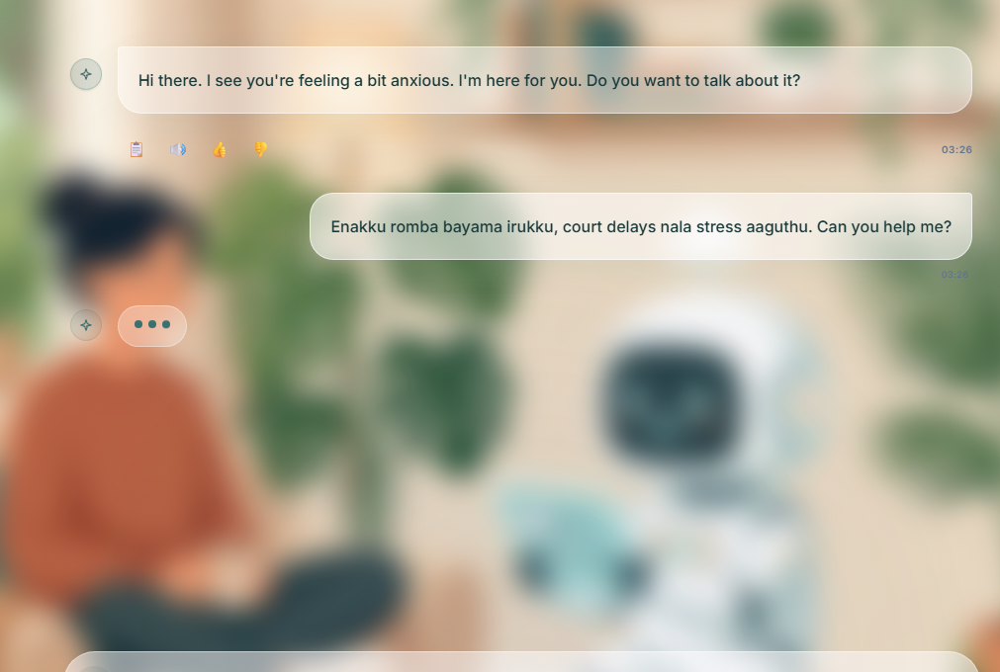 Hi there. I see you're feeling a bit anxious. I'm here for you. Do you want to talk about it?
03:26
Enakku romba bayama irukku, court delays nala stress aaguthu. Can you help me?
03:26